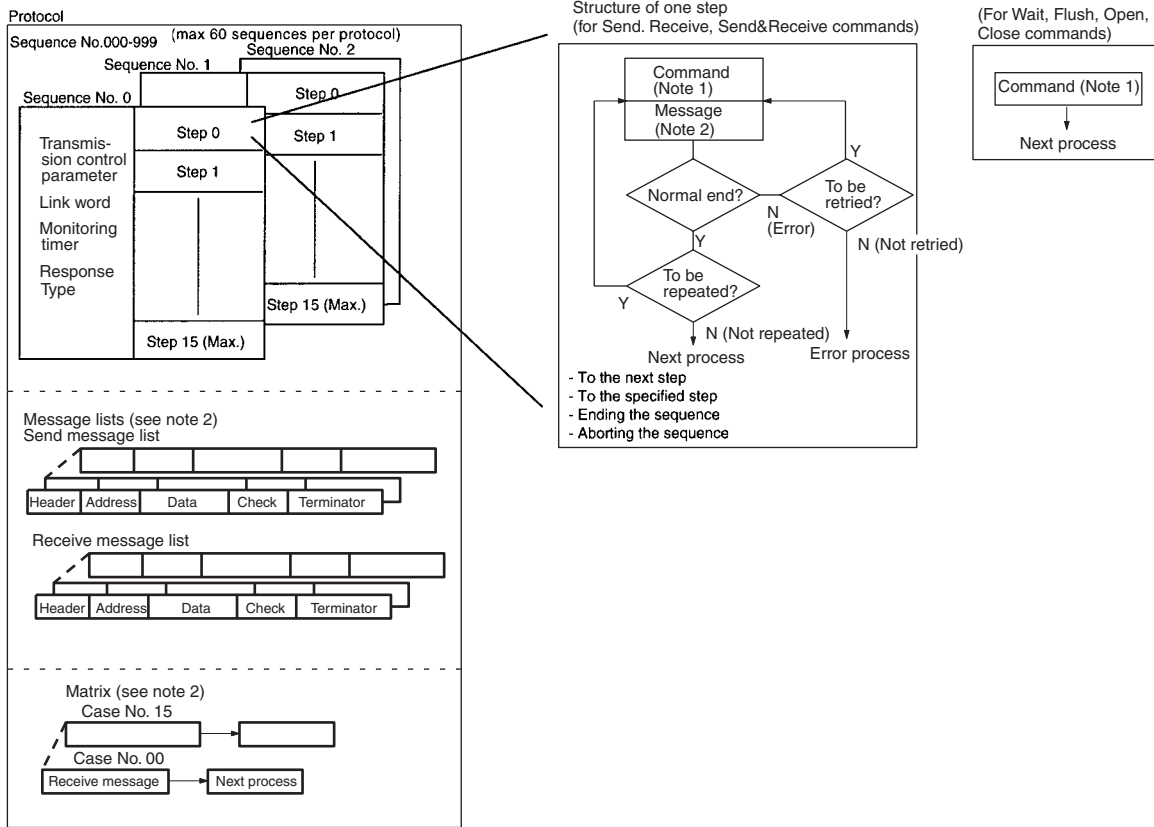 Protocol
Sequence No.000-999
(max 60 sequences per protocol)
Sequence No. 2
Sequence No. 1
Sequence No. 0
Step 0
Step 1
Step 15 (Max.)
Transmis-
sion control
parameter
Link word
Monitoring
timer
Response
Type
Step 0
Step 1
Step 15 (Max.)
Message lists (see note 2)
Send message list
Header
Address
Data
Check
Terminator
Receive message list
Header
Address
Data
Check
Terminator
Matrix (see note 2)
Case No. 15
Case No. 00
Receive message
Next process
Structure of one step
(for Send. Receive, Send&Receive commands)
Command
(Note 1)
Message
(Note 2)
Normal end?
Y
N
(Error)
To be
retried?
Y
N (Not retried)
To be
repeated?
Y
N (Not repeated)
Next process
Error process
- To the next step
- To the specified step
- Ending the sequence
- Aborting the sequence
(For Wait, Flush, Open,
Close commands)
Command (Note 1)
Next process